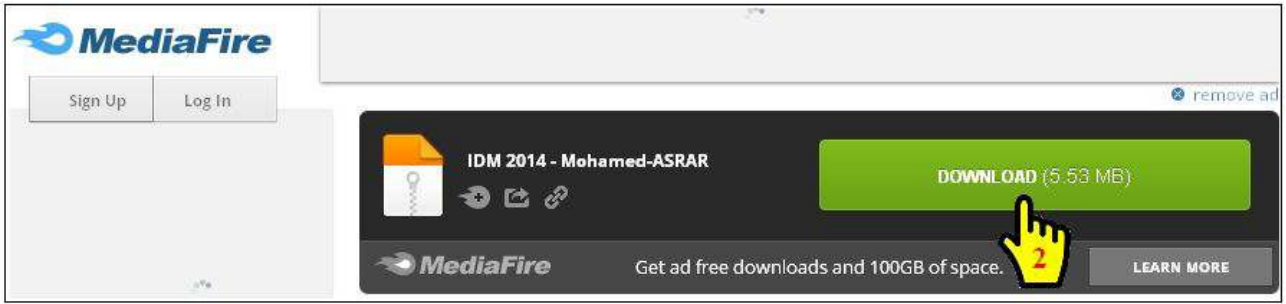 MediaFire
Sign Up
Log In
remove ad
IDM 2014 - Mohamed-ASRAR
DOWNLOAD (5.53 MB)
2
MediaFire
Get ad free downloads and 100GB of space.
LEARN MORE